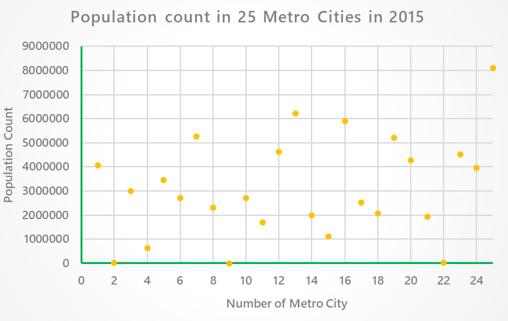 Population count in 25 Metro Cities in 2015
9000000
8000000
7000000
6000000
5000000
4000000
3000000
2000000
1000000
0
Population Count
0 2 4 6 8 10 12 14 16 18 20 22 24
Number of Metro City